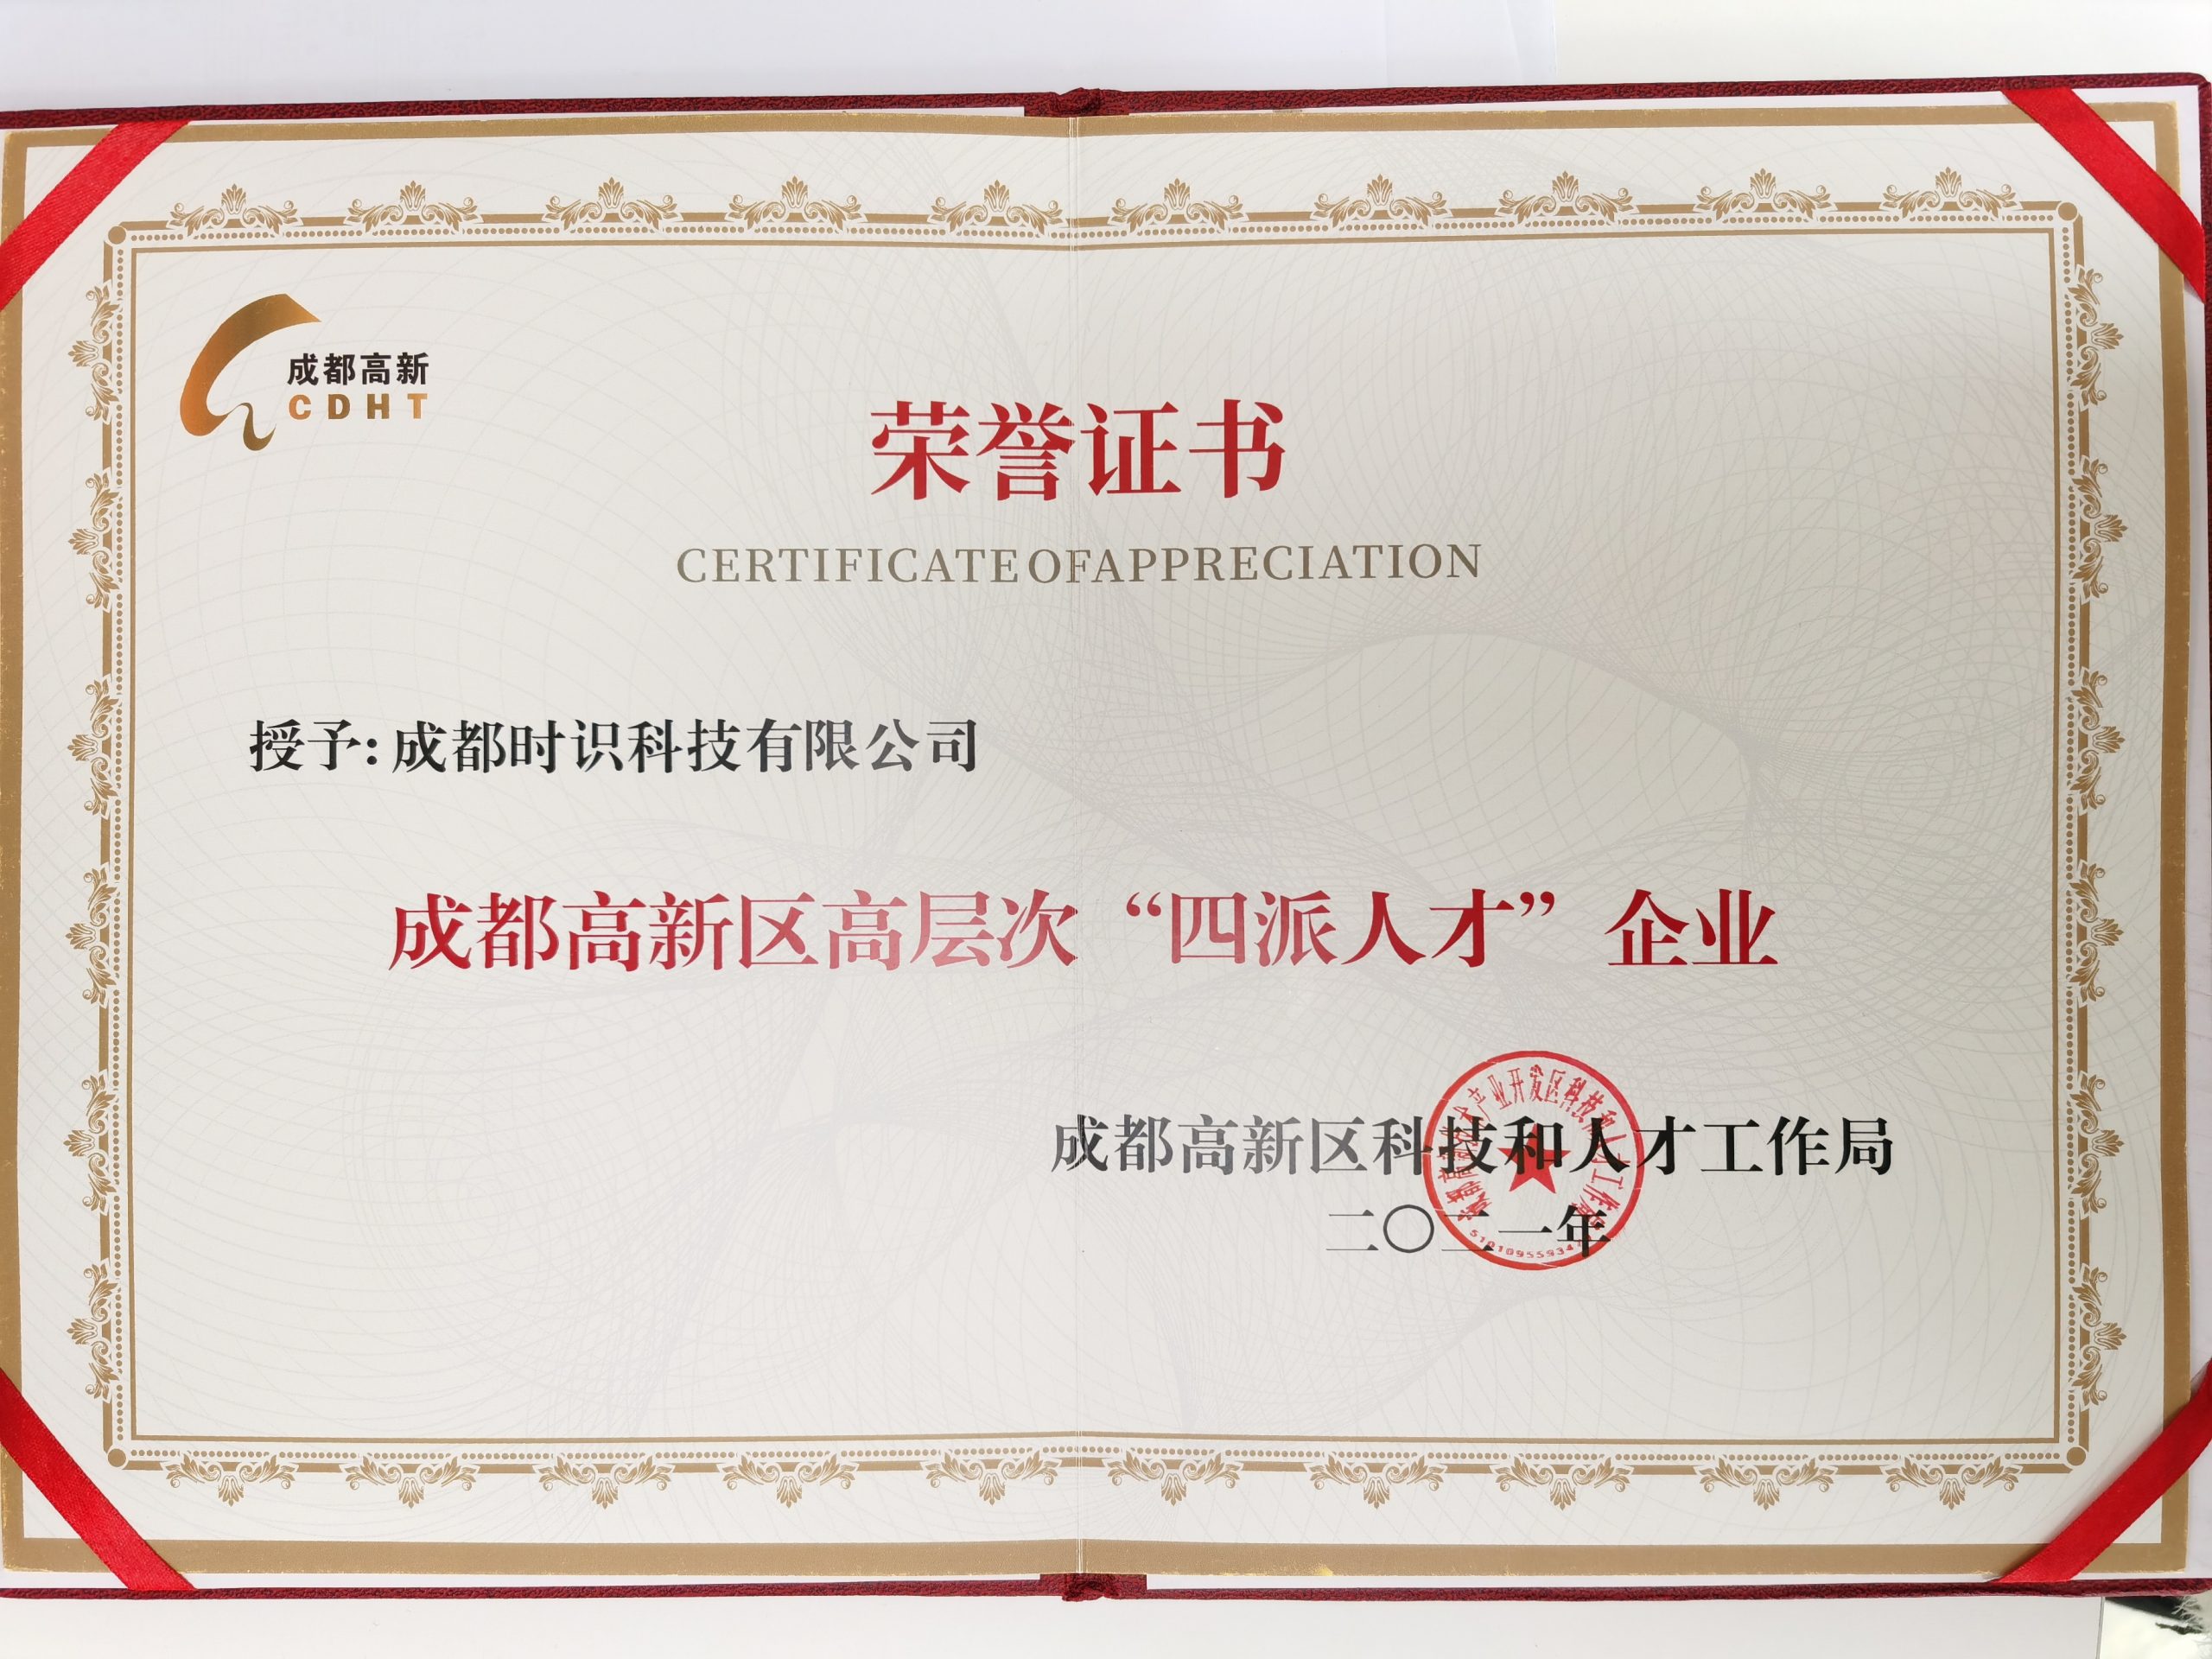 成都高新
CDHT
荣誉证书
CERTIFICATE OF APPRECIATION
授予:成都时识科技有限公司
成都高新区高层次“四派人才”企业
成都高新区科技和人才工作局
二〇二一年